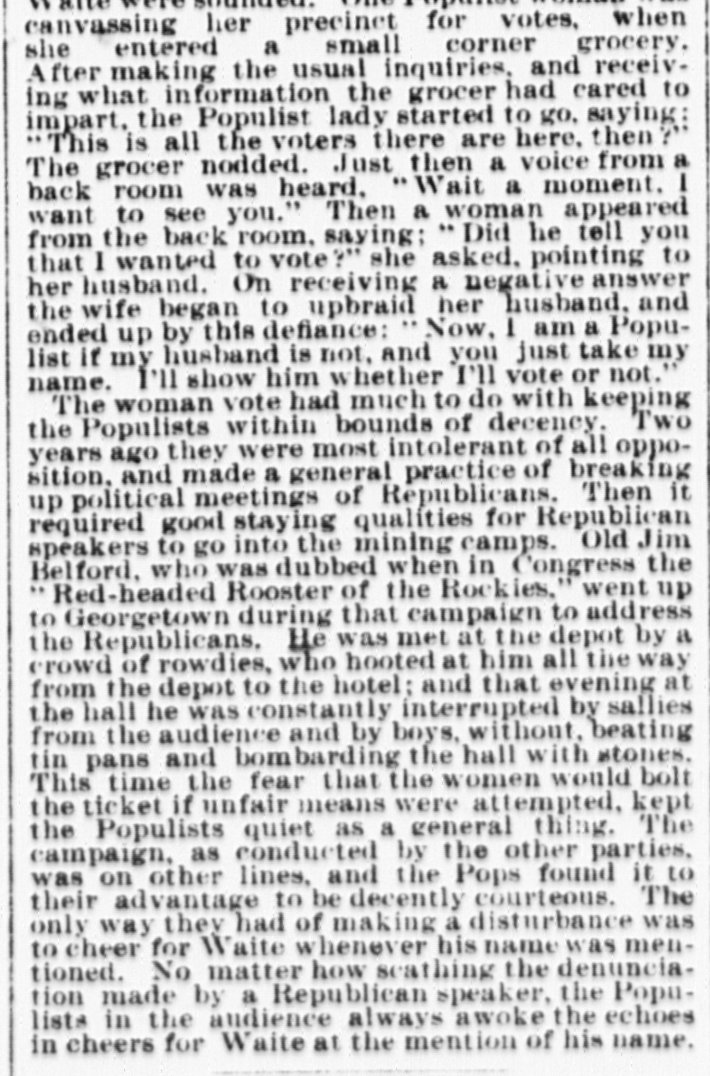 Waite were sounded. One Populist woman was
canvassing her precinct for votes, when
she entered a small corner grocery.
After making the usual inquiries, and receiv-
ing what information the grocer had cared to
impart, the Populist lady started to go, saying:
"This is all the voters there are here, then?"
The grocer nodded. Just then a voice from a
back room was heard, "Wait a moment, I
want to see you." Then a woman appeared
from the back room, saying: "Did he tell you
that I wanted to vote?" she asked, pointing to
her husband. On receiving a negative answer
the wife began to upbraid her husband, and
ended up by this defiance: "Now, I am a Popu-
list if my husband is not, and you just take my
name. I'll show him whether I'll vote or not."
The woman vote had much to do with keeping
the Populists within bounds of decency. Two
years ago they were most intolerant of all oppo-
sition, and made a general practice of breaking
up political meetings of Republicans. Then it
required good staying qualities for Republican
speakers to go into the mining camps. Old Jim
Belford, who was dubbed when in Congress the
"Red-headed Rooster of the Rockies," went up
to Georgetown during that campaign to address
the Republicans. He was met at the depot by a
crowd of rowdies, who hooted at him all the way
from the depot to the hotel; and that evening at
the hall he was constantly interrupted by sallies
from the audience and by boys, without, beating
tin pans and bombarding the hall with stones.
This time the fear that the women would bolt
the ticket if unfair means were attempted, kept
the Populists quiet as a general thing. The
campaign, as conducted by the other parties,
was on other lines, and the Pops found it to
their advantage to be decently courteous. The
only way they had of making a disturbance was
to cheer for Waite whenever his name was men-
tioned. No matter how scathing the denuncia-
tion made by a Republican speaker, the Popu-
lists in the audience always awoke the echoes
in cheers for Waite at the mention of his name.